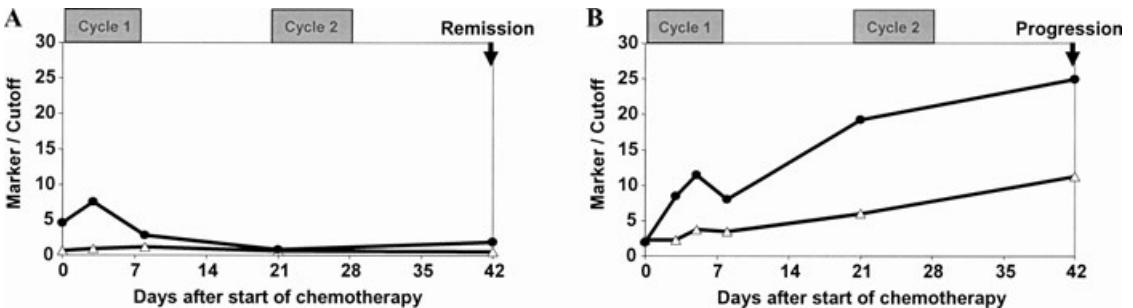 A
Cycle 1
Cycle 2
Remission
Marker / Cutoff
30
25
20
15
10
5
0
0 7 14 21 28 35 42
Days after start of chemotherapy
B
Cycle 1
Cycle 2
Progression
Marker / Cutoff
30
25
20
15
10
5
0
0 7 14 21 28 35 42
Days after start of chemotherapy